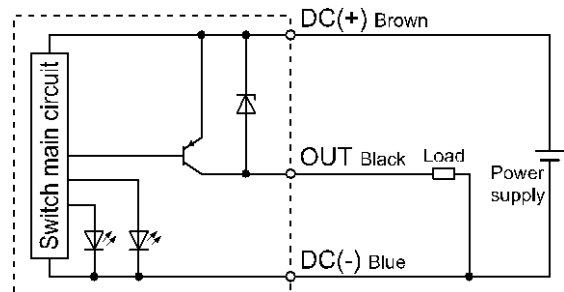 DC(+) Brown
Switch main circuit
OUT Black
Load
Power
supply
DC(-) Blue